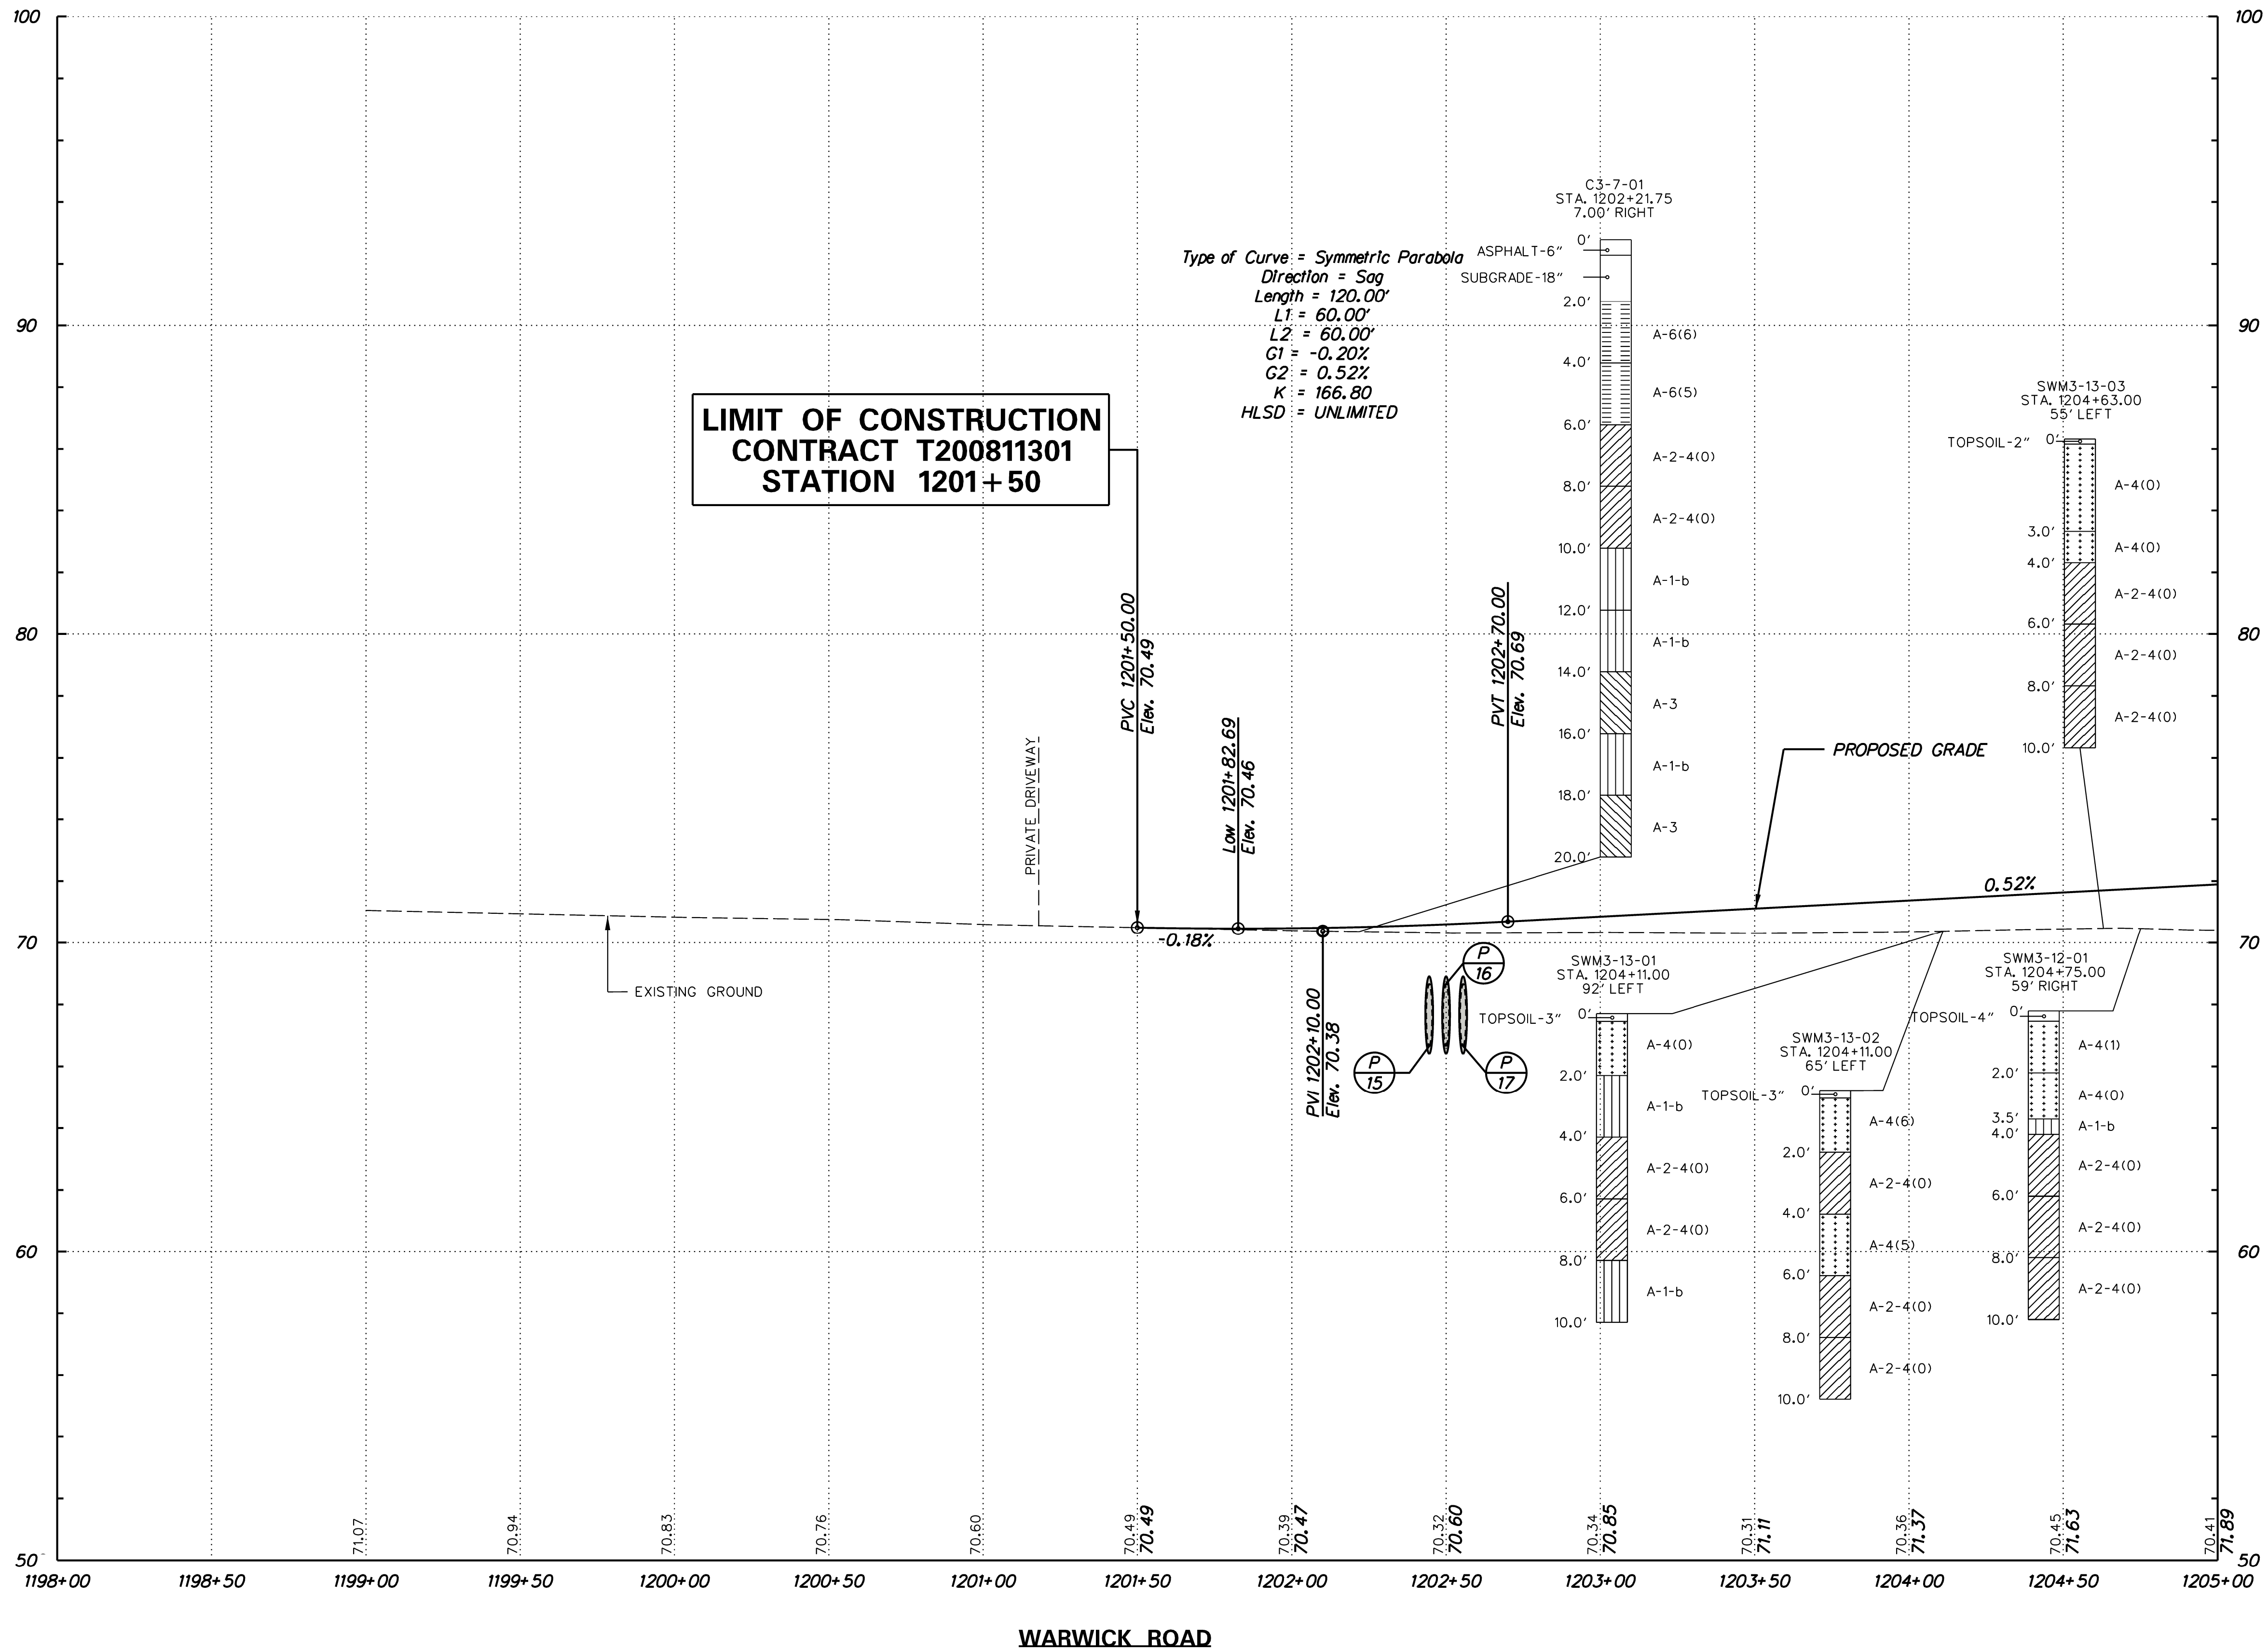 100
90
80
70
60
50
100
90
80
70
60
50
C3-7-01
STA. 1202+21.75
7.00' RIGHT
0'
ASPHALT-6"
SUBGRADE-18"
2.0'
A-6(6)
4.0'
A-6(5)
6.0'
A-2-4(0)
8.0'
A-2-4(0)
10.0'
A-1-b
12.0'
A-1-b
14.0'
A-3
16.0'
A-1-b
18.0'
A-3
20.0'
Type of Curve = Symmetric Parabola
Direction = Sag
Length = 120.00'
L1 = 60.00'
L2 = 60.00'
G1 = -0.20%
G2 = 0.52%
K = 166.80
HLSD = UNLIMITED
LIMIT OF CONSTRUCTION
CONTRACT T200811301
STATION 1201+50
SWM3-13-03
STA. 1204+63.00
55' LEFT
TOPSOIL-2"
0'
A-4(0)
3.0'
A-4(0)
4.0'
A-2-4(0)
6.0'
A-2-4(0)
8.0'
A-2-4(0)
10.0'
PRIVATE DRIVEWAY
PVC 1201+50.00
Elev. 70.49
Low 1201+82.69
Elev. 70.46
PVT 1202+70.00
Elev. 70.69
PVI 1202+10.00
Elev. 70.38
PROPOSED GRADE
0.52%
-0.18%
EXISTING GROUND
P
16
P
15
P
17
SWM3-13-01
STA. 1204+11.00
92' LEFT
TOPSOIL-3"
0'
A-4(0)
2.0'
A-1-b
4.0'
A-2-4(0)
6.0'
A-2-4(0)
8.0'
A-1-b
10.0'
SWM3-13-02
STA. 1204+11.00
65' LEFT
TOPSOIL-3"
0'
A-4(6)
2.0'
A-2-4(0)
4.0'
A-4(5)
6.0'
A-2-4(0)
8.0'
A-2-4(0)
10.0'
SWM3-12-01
STA. 1204+75.00
59' RIGHT
TOPSOIL-4"
0'
A-4(1)
2.0'
A-4(0)
3.5'
A-1-b
4.0'
A-2-4(0)
6.0'
A-2-4(0)
8.0'
A-2-4(0)
10.0'
71.07
70.94
70.83
70.76
70.60
70.49
70.49
70.39
70.47
70.32
70.60
70.34
70.85
70.31
71.11
70.36
71.37
70.45
71.63
70.41
71.89
1198+00
1198+50
1199+00
1199+50
1200+00
1200+50
1201+00
1201+50
1202+00
1202+50
1203+00
1203+50
1204+00
1204+50
1205+00
WARWICK ROAD